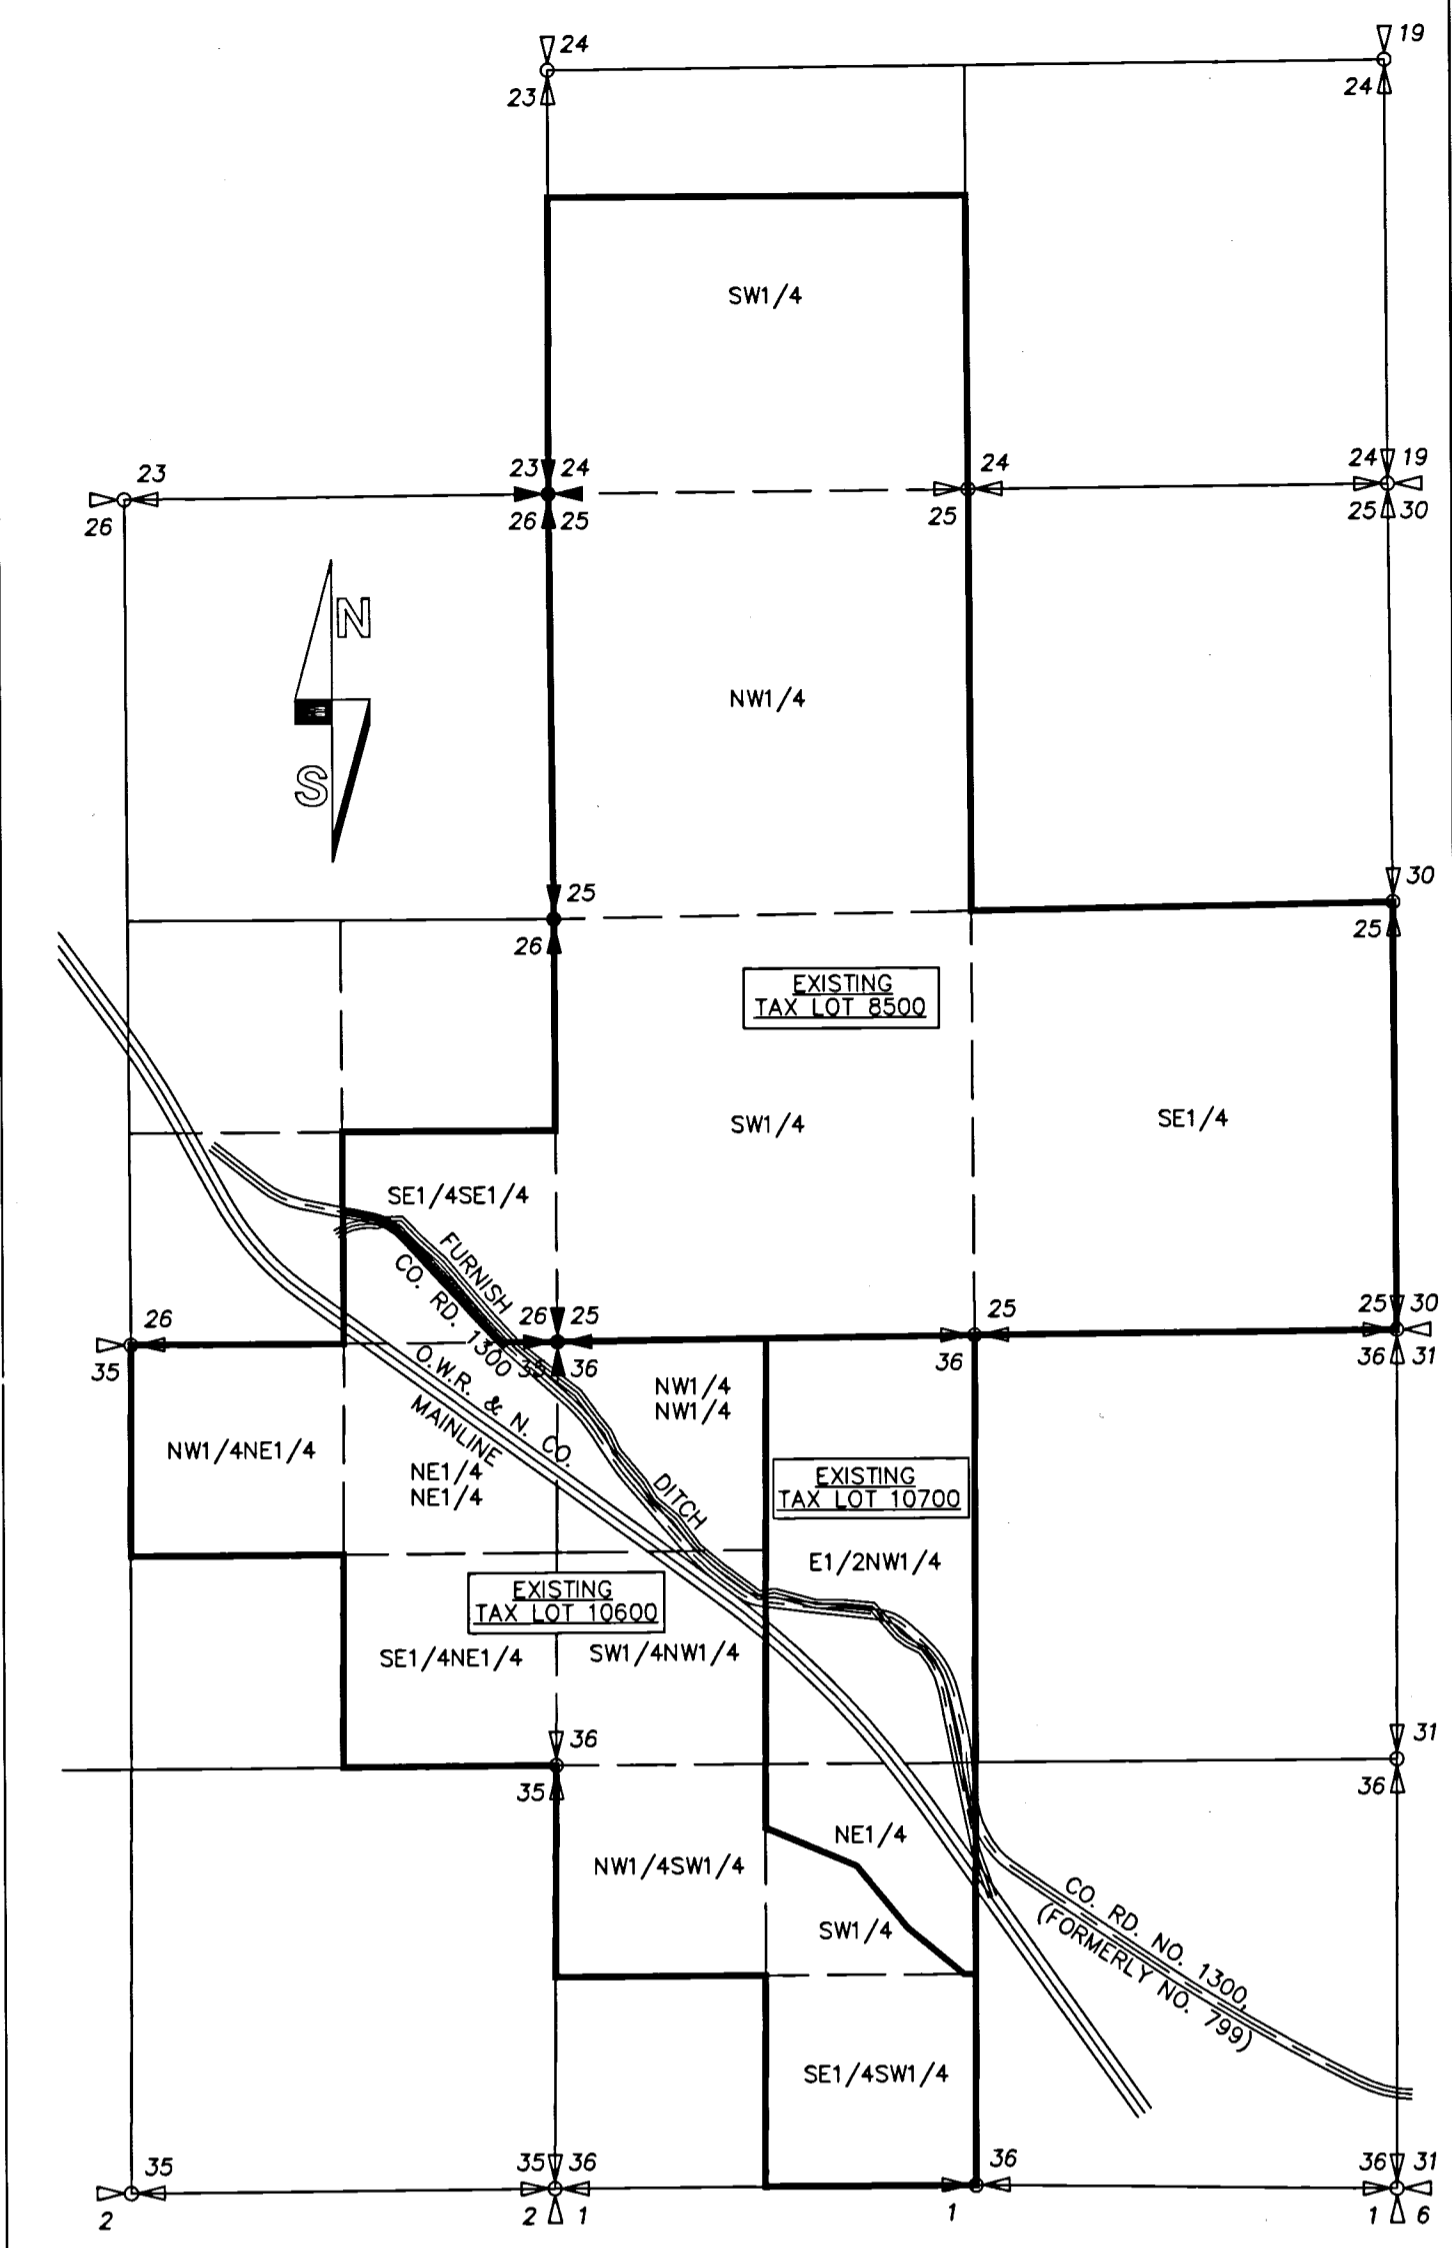 24
19
23
24
SW1/4
23
23 24
24
24 19
26
26 25
25
25 30
N
NW1/4
S
25
30
26
25
EXISTING
TAX LOT 8500
SW1/4
SE1/4
SE1/4SE1/4
FURNISH
CO. RD. 1300
26
26 25
25
25 30
35
35 36
36
36 31
O.W.R. & N. CO.
MAINLINE
NW1/4
NW1/4
NW1/4NE1/4
NE1/4
NE1/4
DITCH
EXISTING
TAX LOT 10700
E1/2NW1/4
EXISTING
TAX LOT 10600
SE1/4NE1/4
SW1/4NW1/4
36
31
35
36
NE1/4
NW1/4SW1/4
SW1/4
CO. RD. NO. 1300,
(FORMERLY NO. 799)
SE1/4SW1/4
35
35 36
36
36 31
2
2 1
1
1 6